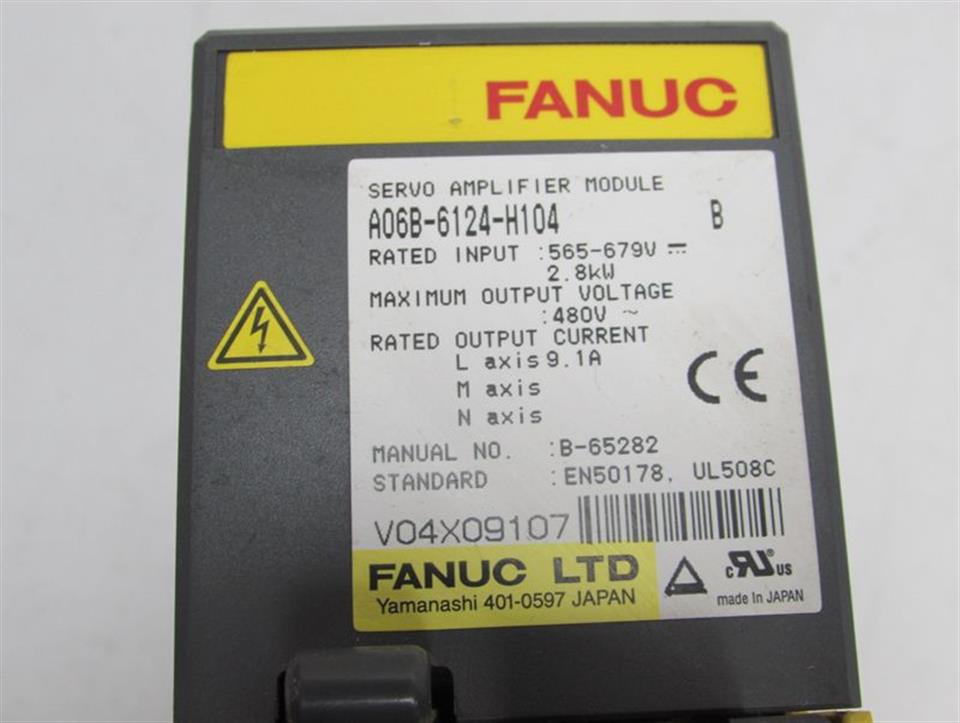 FANUC
SERVO AMPLIFIER MODULE
A06B-6124-H104 B
RATED INPUT :565-679V ⎓
2.8kW
MAXIMUM OUTPUT VOLTAGE
:480V ~
RATED OUTPUT CURRENT
L axis 9.1A
M axis
N axis
CE
MANUAL NO. :B-65282
STANDARD :EN50178, UL508C
V04X09107
FANUC LTD
Yamanashi 401-0597 JAPAN
c RU US
made in JAPAN